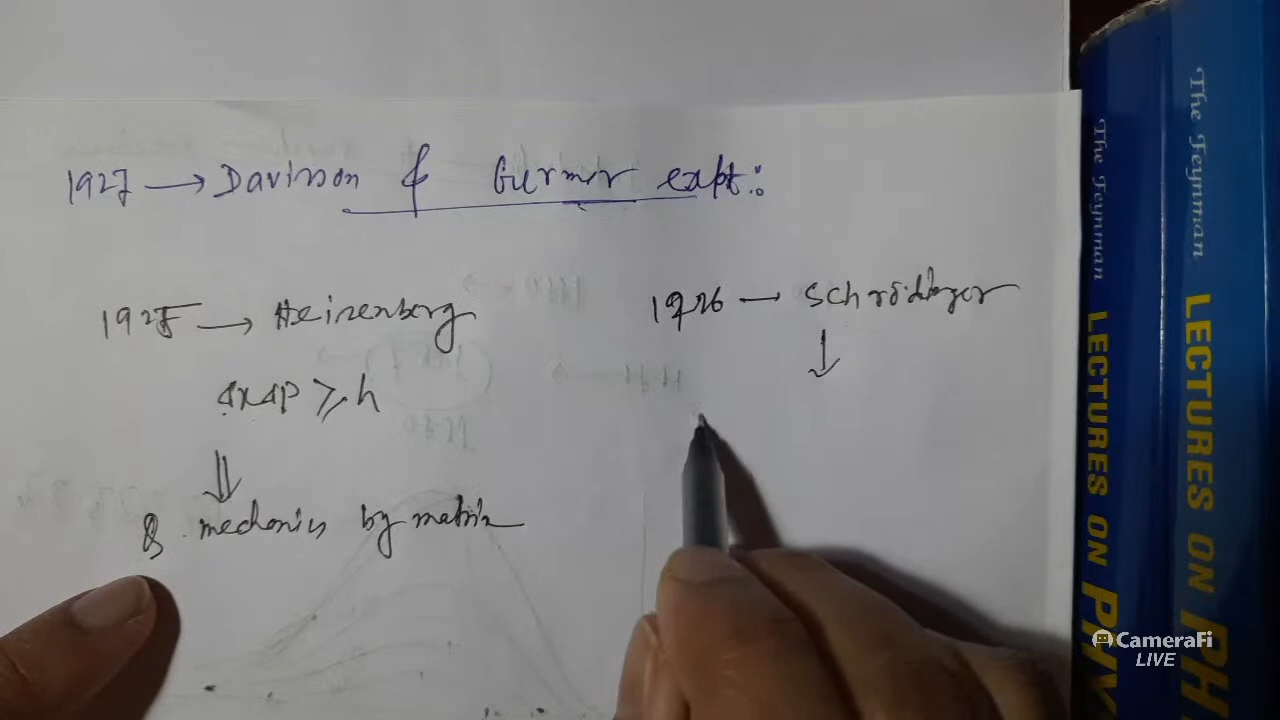 1927 → Davisson & Germer expt:
1925 → Heisenberg
ΔxΔp ≥ h
⇓
Q. mechanics by matrix
1926 → Schrödinger
↓
The Feynman LECTURES ON PHY
The Feynman LECTURES ON PH
CameraFi
LIVE